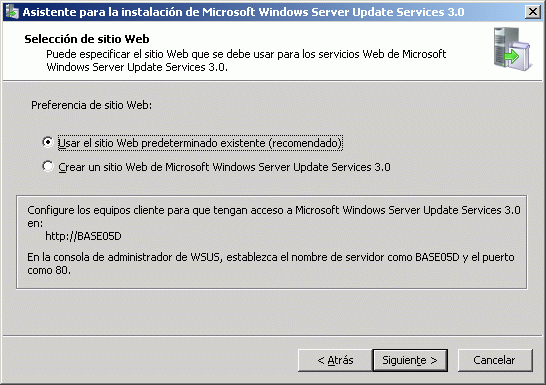 Asistente para la instalación de Microsoft Windows Server Update Services 3.0
Selección de sitio Web
Puede especificar el sitio Web que se debe usar para los servicios Web de Microsoft
Windows Server Update Services 3.0.
Preferencia de sitio Web:
Usar el sitio Web predeterminado existente (recomendado)
Crear un sitio Web de Microsoft Windows Server Update Services 3.0
Configure los equipos cliente para que tengan acceso a Microsoft Windows Server Update Services 3.0
en:
http://BASE05D
En la consola de administrador de WSUS, establezca el nombre de servidor como BASE05D y el puerto
como 80.
< Atrás
Siguiente >
Cancelar